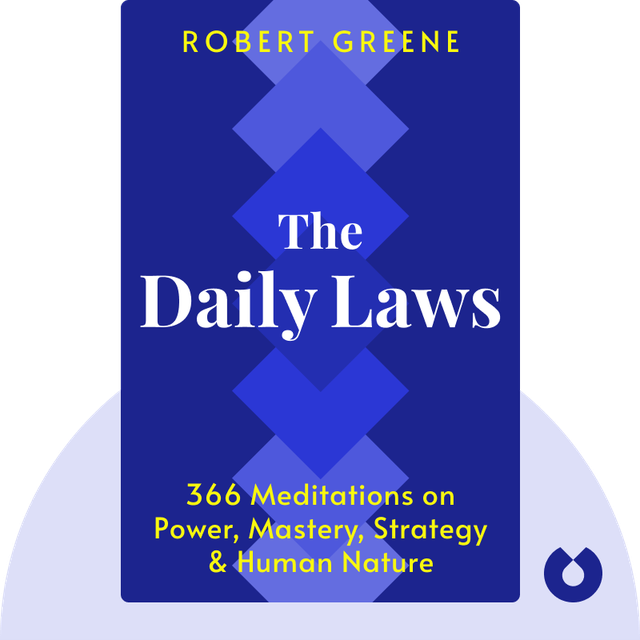 ROBERT GREENE
The
Daily Laws
366 Meditations on
Power, Mastery, Strategy
& Human Nature